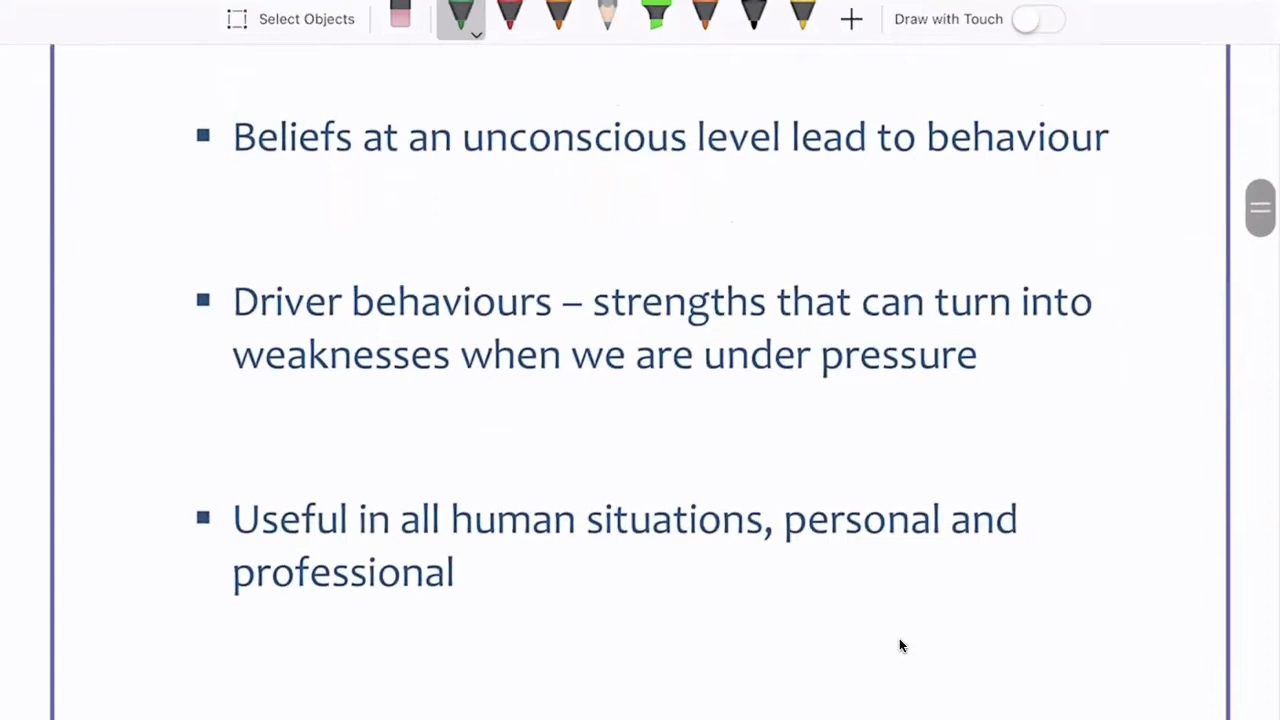 Select Objects
Draw with Touch
▪ Beliefs at an unconscious level lead to behaviour
▪ Driver behaviours – strengths that can turn into
weaknesses when we are under pressure
▪ Useful in all human situations, personal and
professional